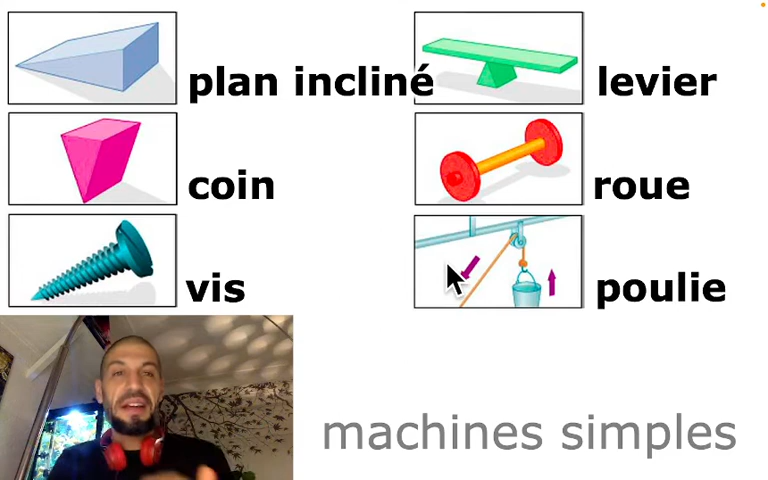 plan incliné
levier
coin
roue
vis
poulie
machines simples